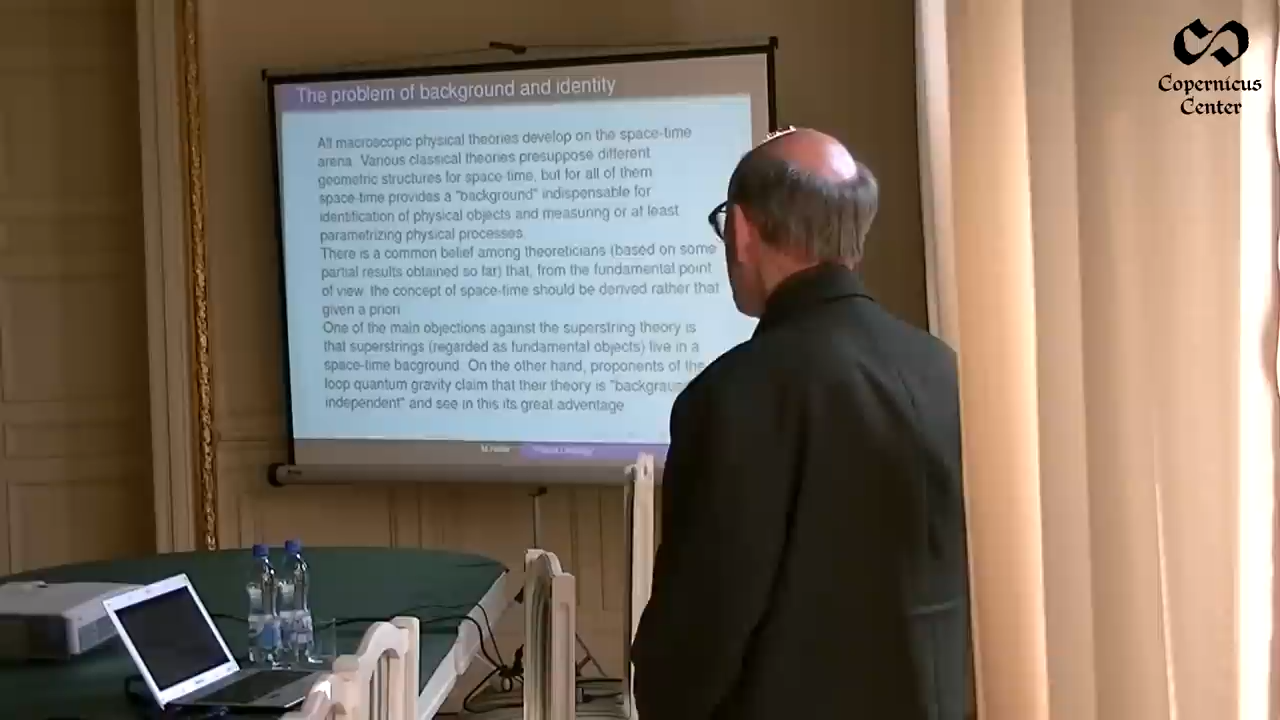 The problem of background and identity
All macroscopic physical theories develop on the space-time
arena. Various classical theories presuppose different
geometric structures for space-time, but for all of them
space-time provides a "background" indispensable for
identification of physical objects and measuring or at least
parametrizing physical processes.
There is a common belief among theoreticians (based on some
partial results obtained so far) that, from the fundamental point
of view, the concept of space-time should be derived rather that
given a priori.
One of the main objections against the superstring theory is
that superstrings (regarded as fundamental objects) live in a
space-time bacground. On the other hand, proponents of the
loop quantum gravity claim that their theory is
independent" and see in this its great adventage
Copernicus
Center